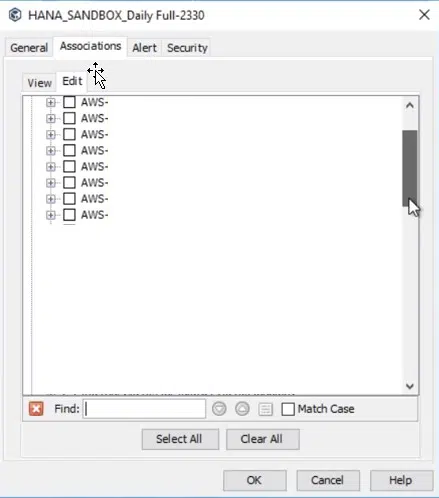 HANA_SANDBOX_Daily Full-2330
General Associations Alert Security
View Edit
AWS-
AWS-
AWS-
AWS-
AWS-
AWS-
AWS-
AWS-
Find: Match Case
Select All Clear All
OK Cancel Help